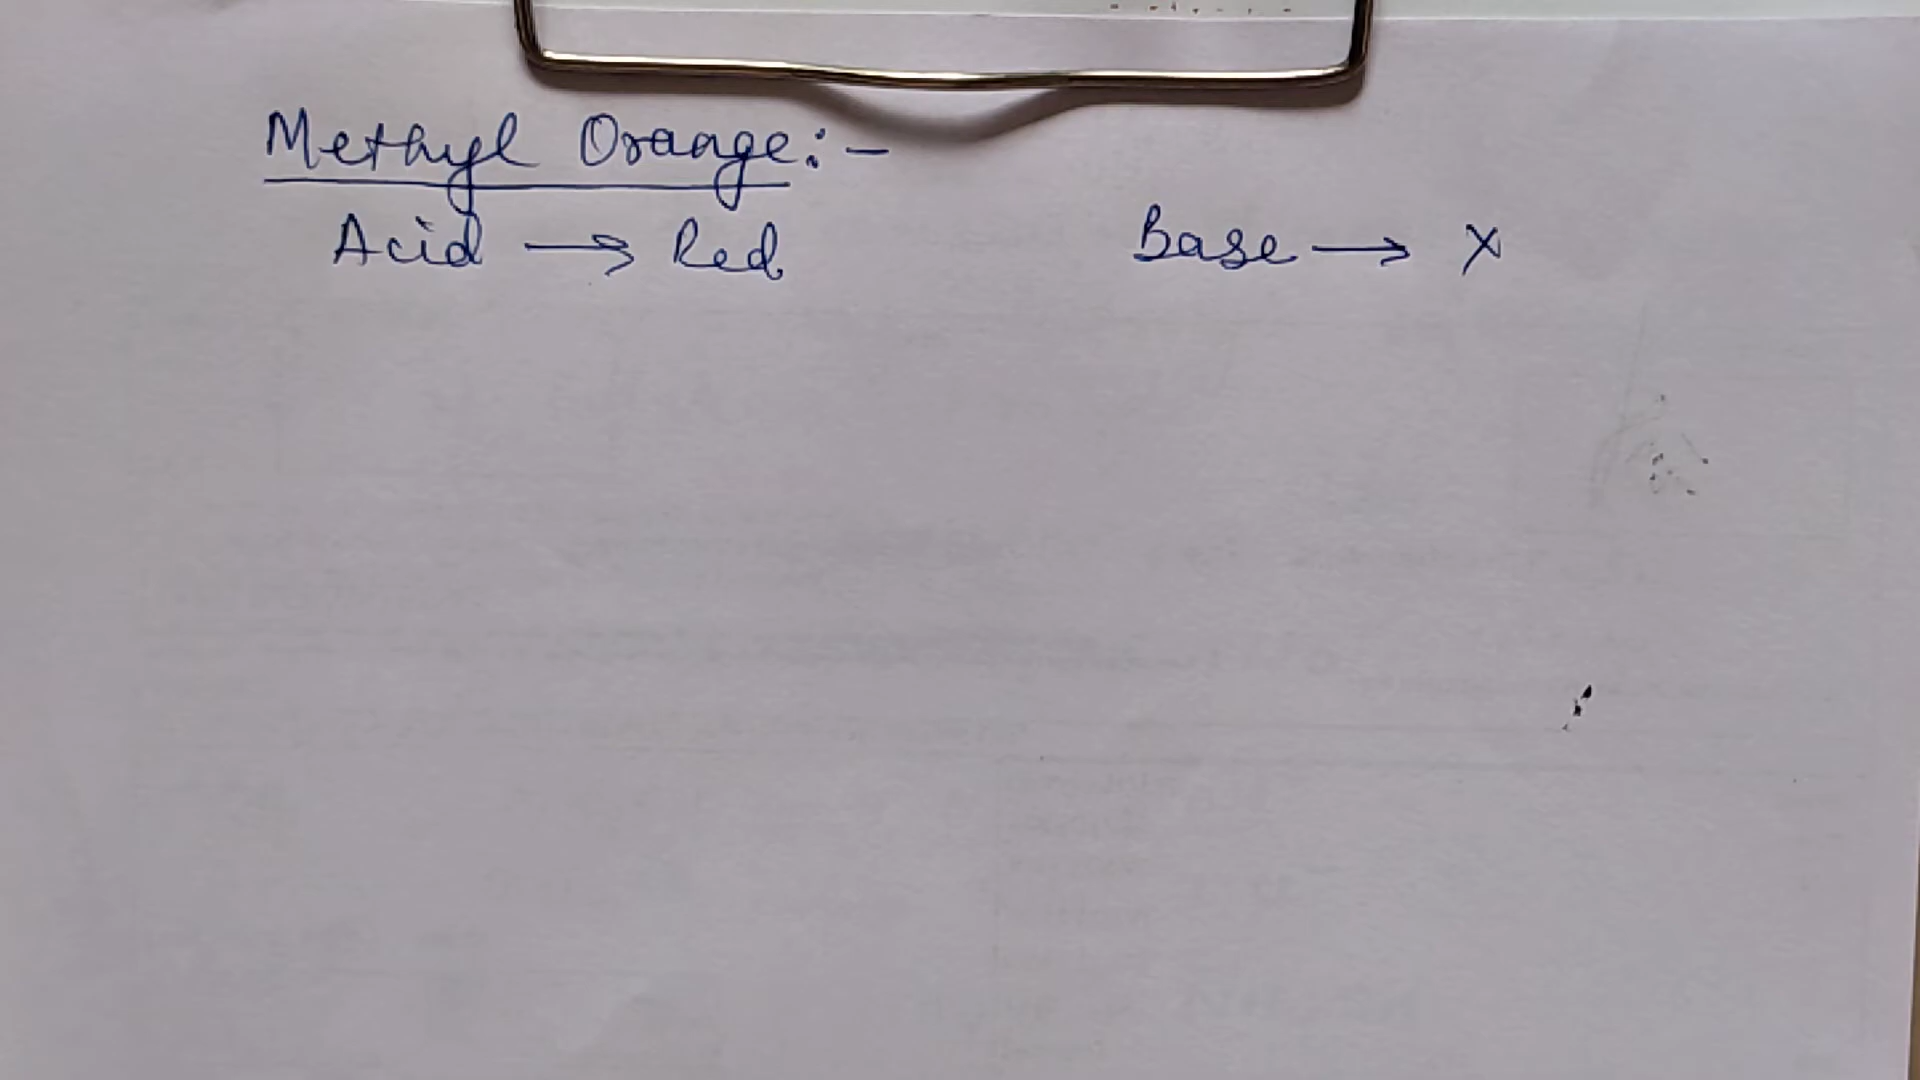 Methyl Orange:-
Acid → Red Base → X